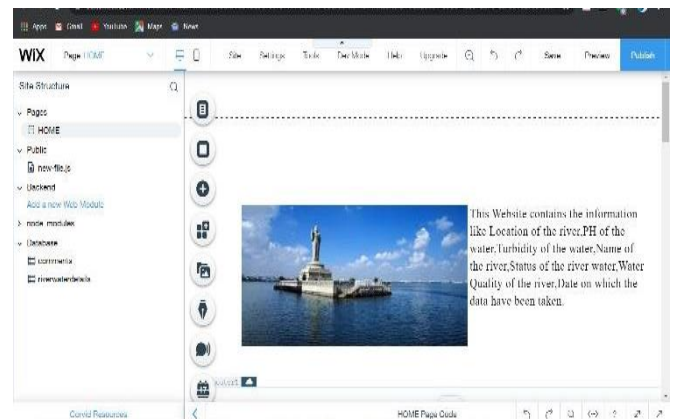 Apps Gmail YouTube Maps News
WiX Page: HOME Site Settings Tools Dev Mode Help Upgrade Save Preview Publish
Site Structure
Pages
HOME
Public
new-file.js
Backend
Add a new Web Module
node_modules
Database
comments
riverwaterdetails
This Website contains the information
like Location of the river,PH of the
water,Turbidity of the water,Name of
the river,Status of the river water,Water
Quality of the river,Date on which the
data have been taken.
Corvid Resources HOME Page Code